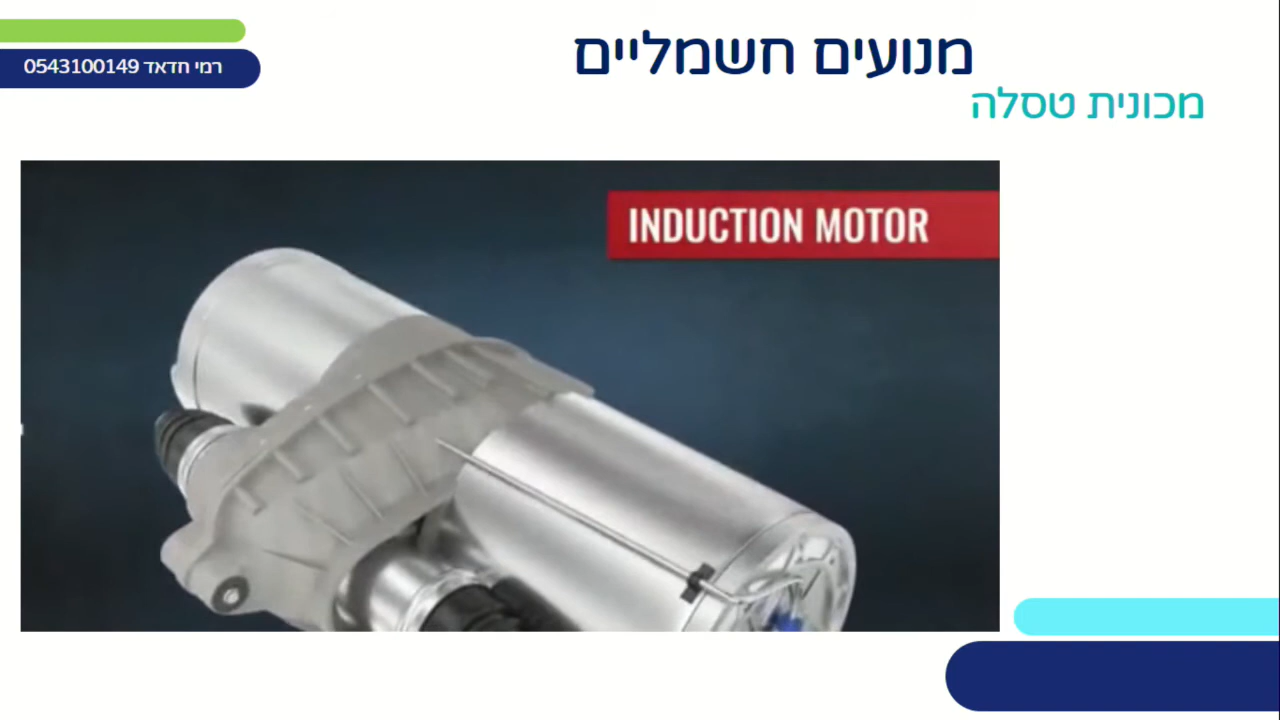 מנועים חשמליים
רמי חדאד 0543100149
מכונית טסלה
INDUCTION MOTOR